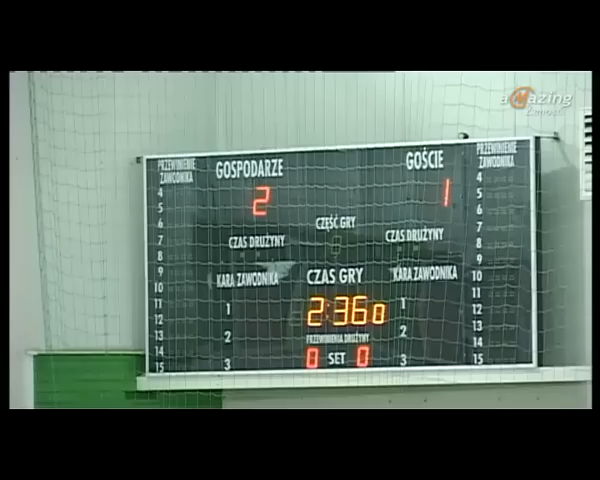 aMazing
Zamość
PRZEWINIENIE ZAWODNIKA
GOSPODARZE
GOŚCIE
PRZEWINIENIE ZAWODNIKA
2
1
CZĘŚĆ GRY
CZAS DRUŻYNY
CZAS DRUŻYNY
KARA ZAWODNIKA
CZAS GRY
KARA ZAWODNIKA
2:36 0
1
1
2
2
3
3
PRZEWINIENIA DRUŻYNY
0 SET 0
4
5
6
7
8
9
10
11
12
13
14
15
4
5
6
7
8
9
10
11
12
13
14
15